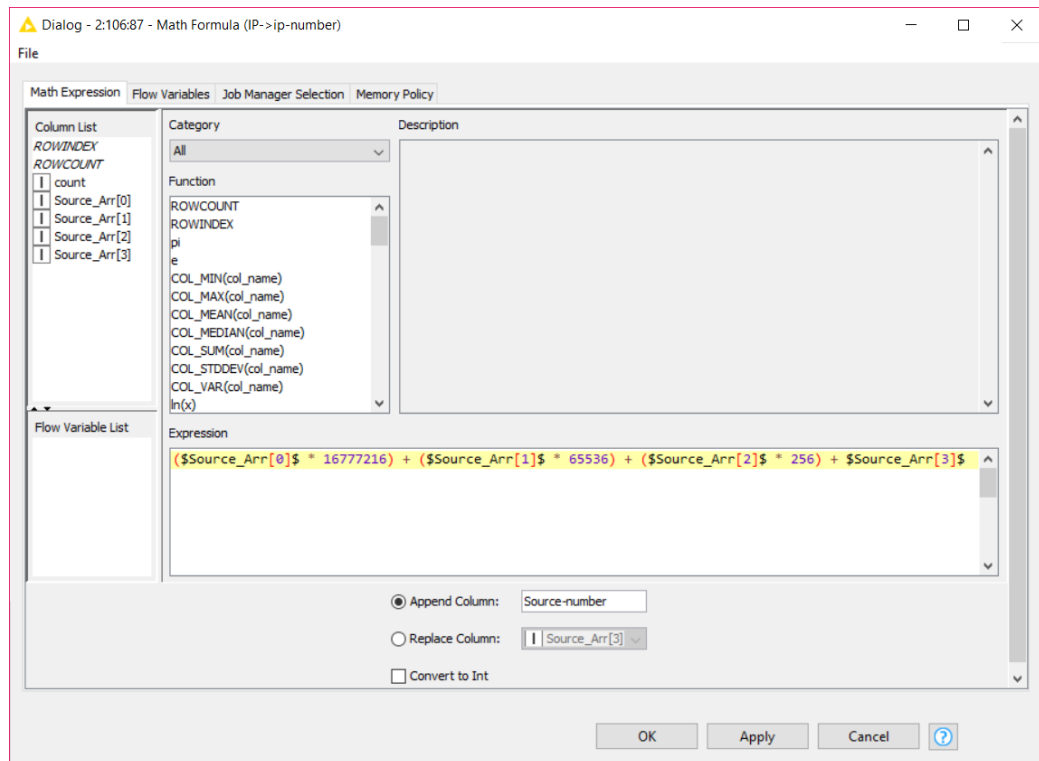 Dialog - 2:106:87 - Math Formula (IP->ip-number)
File
Math Expression Flow Variables Job Manager Selection Memory Policy
Column List
ROWINDEX
ROWCOUNT
I count
I Source_Arr[0]
I Source_Arr[1]
I Source_Arr[2]
I Source_Arr[3]
Flow Variable List
Category
All
Function
ROWCOUNT
ROWINDEX
pi
e
COL_MIN(col_name)
COL_MAX(col_name)
COL_MEAN(col_name)
COL_MEDIAN(col_name)
COL_SUM(col_name)
COL_STDDEV(col_name)
COL_VAR(col_name)
ln(x)
Description
Expression
($Source_Arr[0]$ * 16777216) + ($Source_Arr[1]$ * 65536) + ($Source_Arr[2]$ * 256) + $Source_Arr[3]$
Append Column: Source-number
Replace Column: I Source_Arr[3]
Convert to Int
OK Apply Cancel ?